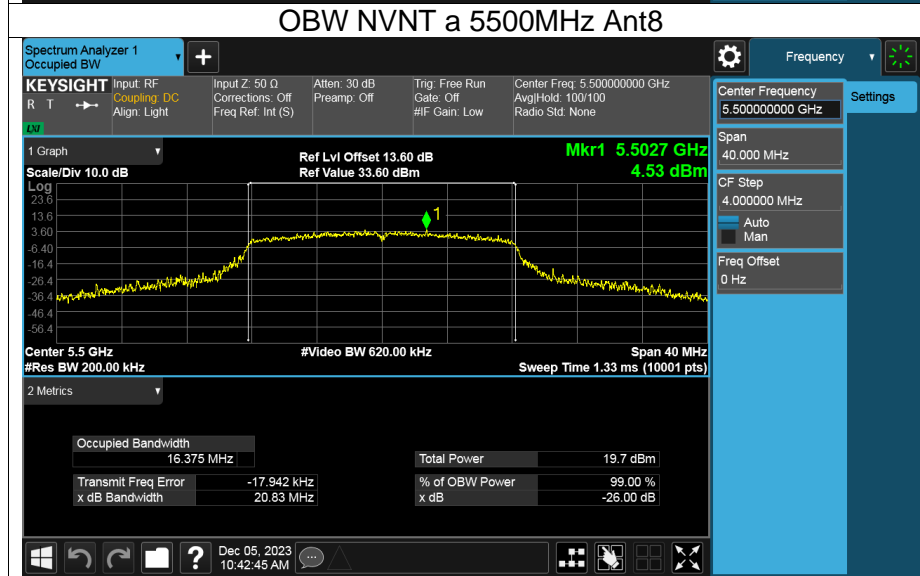 OBW NVNT a 5500MHz Ant8
Spectrum Analyzer 1
Occupied BW
+
Frequency
KEYSIGHT
R T
LXI
Input: RF
Coupling: DC
Align: Light
Input Z: 50 Ω
Corrections: Off
Freq Ref: Int (S)
Atten: 30 dB
Preamp: Off
Trig: Free Run
Gate: Off
#IF Gain: Low
Center Freq: 5.500000000 GHz
Avg|Hold: 100/100
Radio Std: None
Center Frequency
5.500000000 GHz
Settings
Span
40.000 MHz
CF Step
4.000000 MHz
Auto
Man
Freq Offset
0 Hz
1 Graph
Scale/Div 10.0 dB
Ref Lvl Offset 13.60 dB
Ref Value 33.60 dBm
Mkr1 5.5027 GHz
4.53 dBm
Log
23.6
13.6
3.60
-6.40
-16.4
-26.4
-36.4
-46.4
-56.4
1
Center 5.5 GHz
#Res BW 200.00 kHz
#Video BW 620.00 kHz
Span 40 MHz
Sweep Time 1.33 ms (10001 pts)
2 Metrics
Occupied Bandwidth
16.375 MHz
Total Power 19.7 dBm
Transmit Freq Error -17.942 kHz
% of OBW Power 99.00 %
x dB Bandwidth 20.83 MHz
x dB -26.00 dB
?
Dec 05, 2023
10:42:45 AM